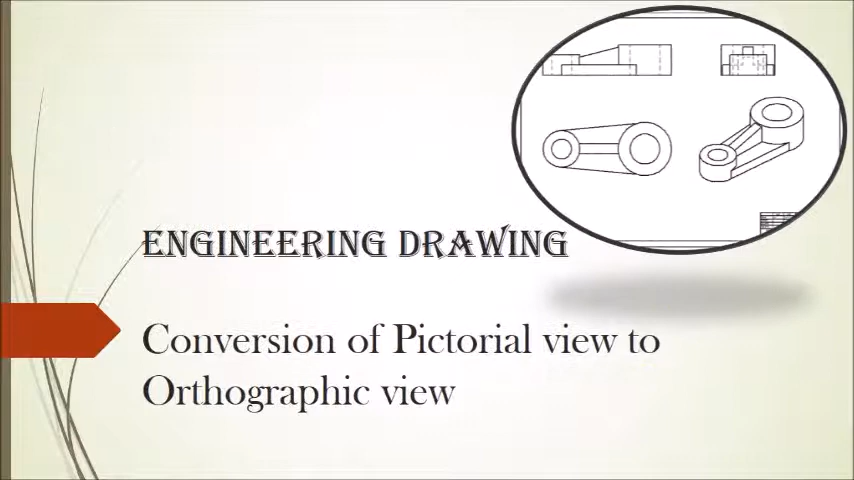 ENGINEERING DRAWING
Conversion of Pictorial view to
Orthographic view